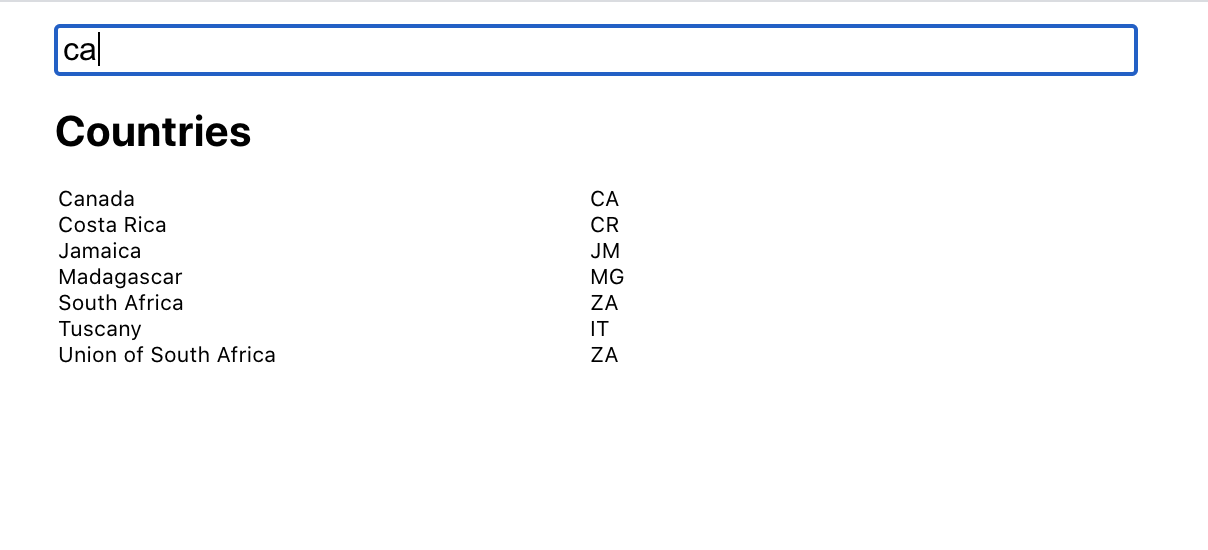 ca
Countries
Canada CA
Costa Rica CR
Jamaica JM
Madagascar MG
South Africa ZA
Tuscany IT
Union of South Africa ZA